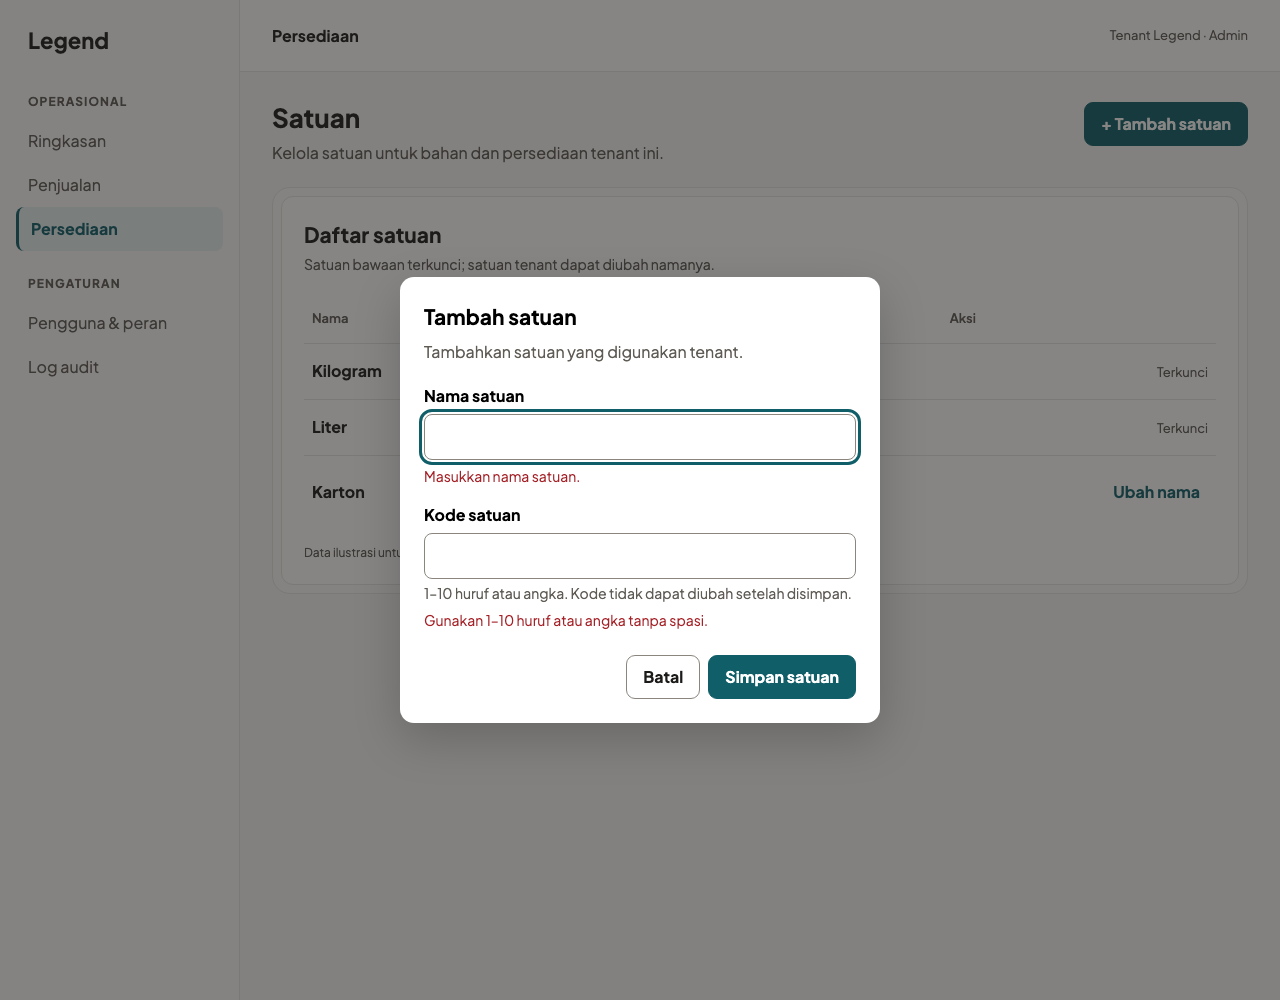 Legend
OPERASIONAL
Ringkasan
Penjualan
Persediaan
PENGATURAN
Pengguna & peran
Log audit
Persediaan
Tenant Legend · Admin
Satuan
Kelola satuan untuk bahan dan persediaan tenant ini.
+ Tambah satuan
Daftar satuan
Satuan bawaan terkunci; satuan tenant dapat diubah namanya.
Nama
Aksi
Kilogram
Terkunci
Liter
Terkunci
Karton
Ubah nama
Data ilustrasi
Tambah satuan
Tambahkan satuan yang digunakan tenant.
Nama satuan
Masukkan nama satuan.
Kode satuan
1–10 huruf atau angka. Kode tidak dapat diubah setelah disimpan.
Gunakan 1–10 huruf atau angka tanpa spasi.
Batal
Simpan satuan